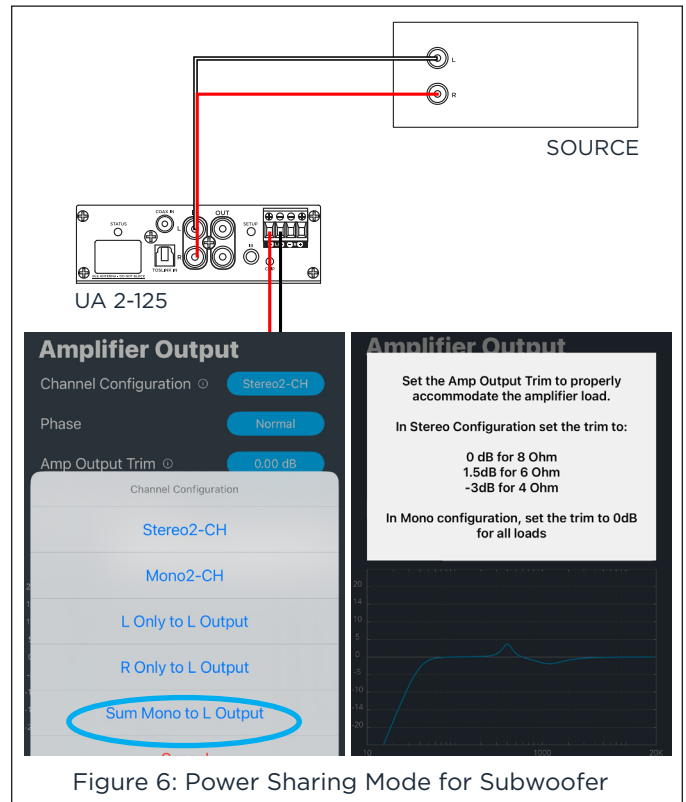 L
R
SOURCE
COAX IN
OUT
STATUS
SETUP
L
R
TOSLINK IN
UA 2-125
Amplifier Output
Channel Configuration
Stereo2-CH
Phase
Normal
Amp Output Trim
0.00 dB
Channel Configuration
Stereo2-CH
Mono2-CH
L Only to L Output
R Only to L Output
Sum Mono to L Output
Amplifier Output
Set the Amp Output Trim to properly
accommodate the amplifier load.
In Stereo Configuration set the trim to:
0 dB for 8 Ohm
1.5dB for 6 Ohm
-3dB for 4 Ohm
In Mono configuration, set the trim to 0dB
for all loads
20
14
10
5
0
-5
-10
-14
-20
10
1000
20K
Figure 6: Power Sharing Mode for Subwoofer